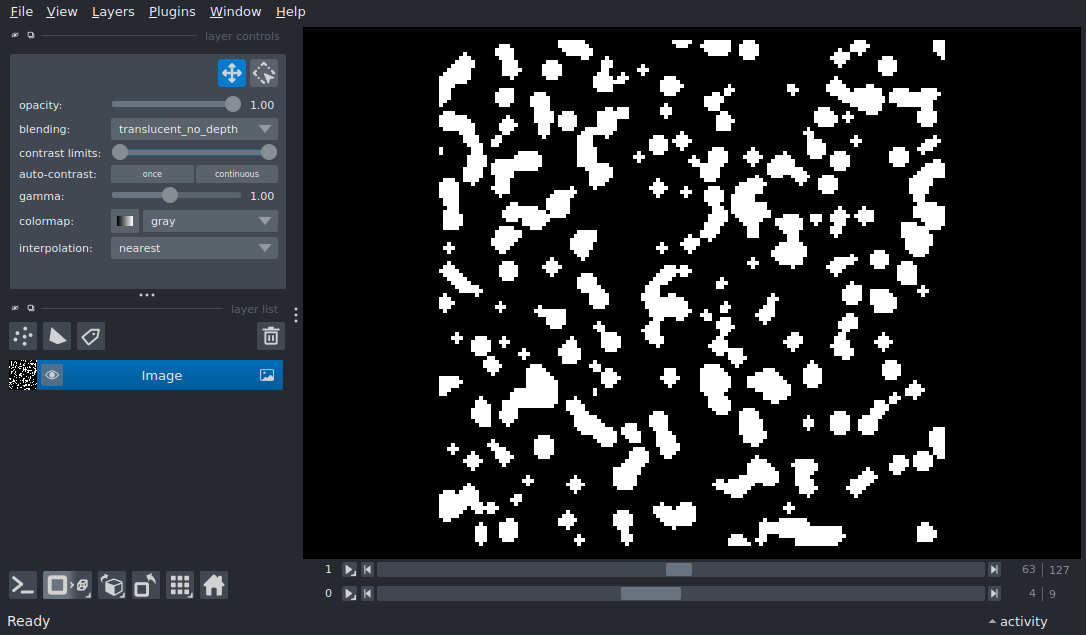 File View Layers Plugins Window Help
layer controls
opacity: 1.00
blending: translucent_no_depth
contrast limits:
auto-contrast: once continuous
gamma: 1.00
colormap: gray
interpolation: nearest
layer list
Image
1 63 127
0 4 9
Ready activity